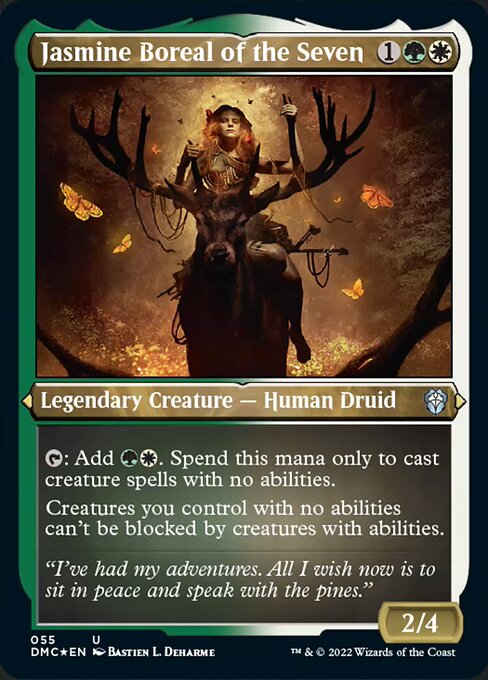 Jasmine Boreal of the Seven 1
Legendary Creature — Human Druid
: Add . Spend this mana only to cast
creature spells with no abilities.
Creatures you control with no abilities
can't be blocked by creatures with abilities.
“I've had my adventures. All I wish now is to
sit in peace and speak with the pines.”
2/4
055 U
DMC★EN Bastien L. Deharme
™ & © 2022 Wizards of the Coast